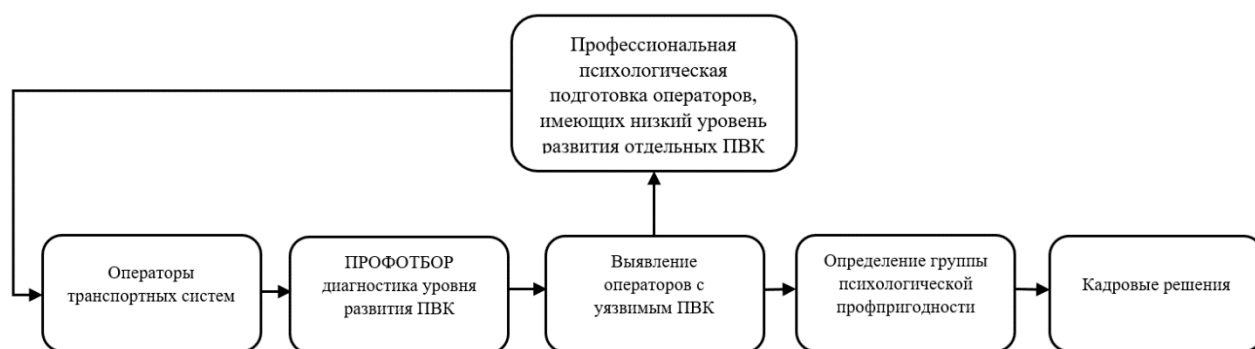 Профессиональная
психологическая
подготовка операторов,
имеющих низкий уровень
развития отдельных ПВК
Операторы
транспортных систем
ПРОФОТБОР
диагностика уровня
развития ПВК
Выявление
операторов с
уязвимым ПВК
Определение группы
психологической
профпригодности
Кадровые решения